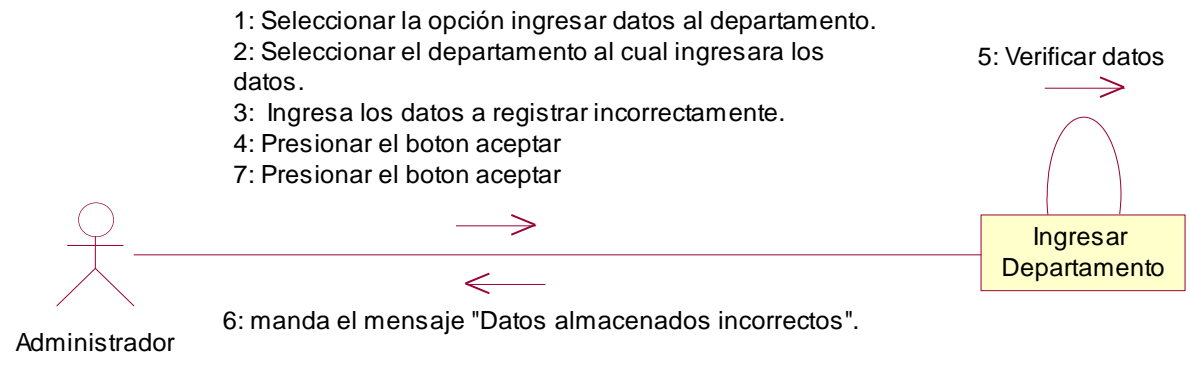 1: Seleccionar la opción ingresar datos al departamento.
2: Seleccionar el departamento al cual ingresara los
datos.
3:  Ingresa los datos a registrar incorrectamente.
4: Presionar el boton aceptar
7: Presionar el boton aceptar
5: Verificar datos
Ingresar
Departamento
6: manda el mensaje "Datos almacenados incorrectos".
Administrador